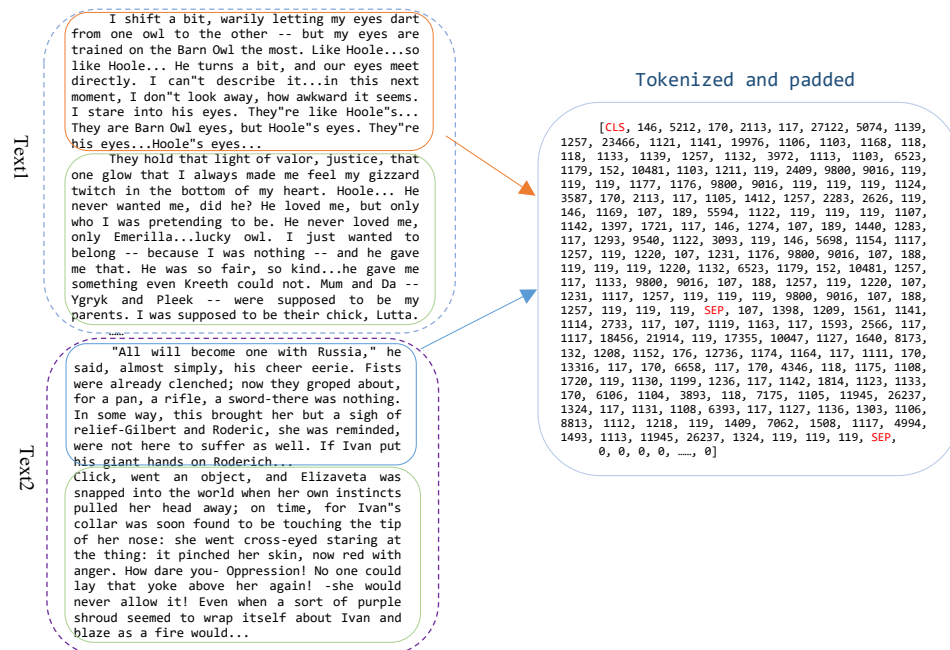 Text1
I shift a bit, warily letting my eyes dart
from one owl to the other -- but my eyes are
trained on the Barn Owl the most. Like Hoole...so
like Hoole... He turns a bit, and our eyes meet
directly. I can"t describe it...in this next
moment, I don"t look away, how awkward it seems.
I stare into his eyes. They"re like Hoole"s...
They are Barn Owl eyes, but Hoole"s eyes. They"re
his eyes...Hoole"s eyes...
They hold that light of valor, justice, that
one glow that I always made me feel my gizzard
twitch in the bottom of my heart. Hoole... He
never wanted me, did he? He loved me, but only
who I was pretending to be. He never loved me,
only Emerilla...lucky owl. I just wanted to
belong -- because I was nothing -- and he gave
me that. He was so fair, so kind...he gave me
something even Kreeth could not. Mum and Da --
Ygryk and Pleek -- were supposed to be my
parents. I was supposed to be their chick, Lutta.
……
Text2
"All will become one with Russia," he
said, almost simply, his cheer eerie. Fists
were already clenched; now they groped about,
for a pan, a rifle, a sword-there was nothing.
In some way, this brought her but a sigh of
relief-Gilbert and Roderic, she was reminded,
were not here to suffer as well. If Ivan put
his giant hands on Roderich...
Click, went an object, and Elizaveta was
snapped into the world when her own instincts
pulled her head away; on time, for Ivan"s
collar was soon found to be touching the tip
of her nose: she went cross-eyed staring at
the thing: it pinched her skin, now red with
anger. How dare you- Oppression! No one could
lay that yoke above her again! -she would
never allow it! Even when a sort of purple
shroud seemed to wrap itself about Ivan and
blaze as a fire would...
Tokenized and padded
[CLS, 146, 5212, 170, 2113, 117, 27122, 5074, 1139,
1257, 23466, 1121, 1141, 19976, 1106, 1103, 1168, 118,
118, 1133, 1139, 1257, 1132, 3972, 1113, 1103, 6523,
1179, 152, 10481, 1103, 1211, 119, 2409, 9800, 9016, 119,
119, 119, 1177, 1176, 9800, 9016, 119, 119, 119, 1124,
3587, 170, 2113, 117, 1105, 1412, 1257, 2283, 2626, 119,
146, 1169, 107, 189, 5594, 1122, 119, 119, 119, 1107,
1142, 1397, 1721, 117, 146, 1274, 107, 189, 1440, 1283,
117, 1293, 9540, 1122, 3093, 119, 146, 5698, 1154, 1117,
1257, 119, 1220, 107, 1231, 1176, 9800, 9016, 107, 188,
119, 119, 119, 1220, 1132, 6523, 1179, 152, 10481, 1257,
117, 1133, 9800, 9016, 107, 188, 1257, 119, 1220, 107,
1231, 1117, 1257, 119, 119, 119, 9800, 9016, 107, 188,
1257, 119, 119, 119, SEP, 107, 1398, 1209, 1561, 1141,
1114, 2733, 117, 107, 1119, 1163, 117, 1593, 2566, 117,
1117, 18456, 21914, 119, 17355, 10047, 1127, 1640, 8173,
132, 1208, 1152, 176, 12736, 1174, 1164, 117, 1111, 170,
13316, 117, 170, 6658, 117, 170, 4346, 118, 1175, 1108,
1720, 119, 1130, 1199, 1236, 117, 1142, 1814, 1123, 1133,
170, 6106, 1104, 3893, 118, 7175, 1105, 11945, 26237,
1324, 117, 1131, 1108, 6393, 117, 1127, 1136, 1303, 1106,
8813, 1112, 1218, 119, 1409, 7062, 1508, 1117, 4994,
1493, 1113, 11945, 26237, 1324, 119, 119, 119, SEP,
0, 0, 0, 0, ……, 0]